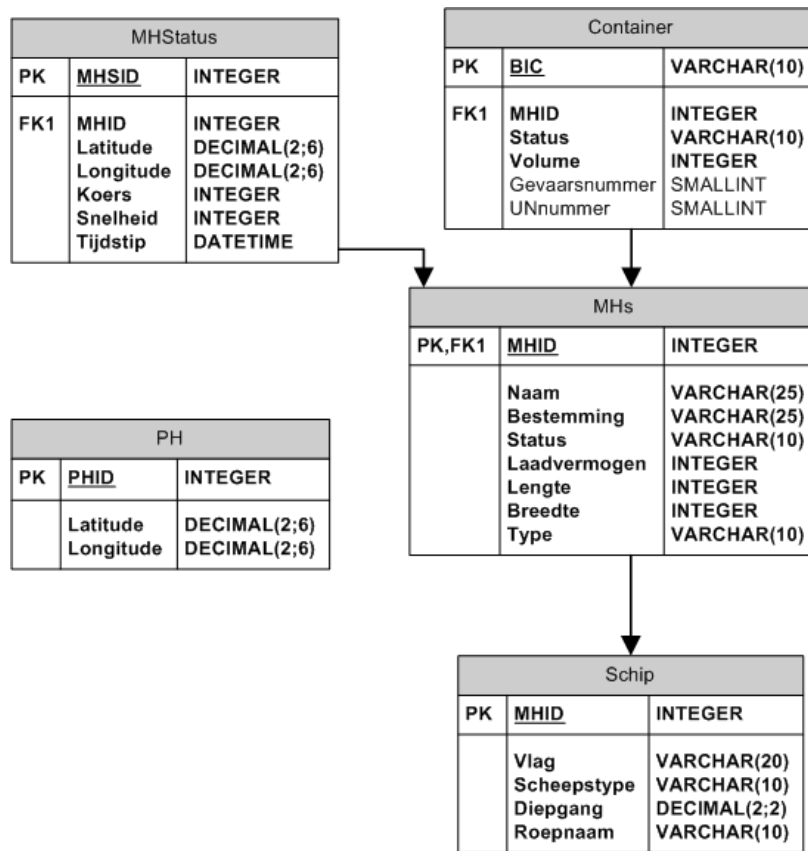 MHStatus
PK MHSID INTEGER
FK1 MHID INTEGER
Latitude DECIMAL(2;6)
Longitude DECIMAL(2;6)
Koers INTEGER
Snelheid INTEGER
Tijdstip DATETIME
Container
PK BIC VARCHAR(10)
FK1 MHID INTEGER
Status VARCHAR(10)
Volume INTEGER
Gevaarsnummer SMALLINT
UNnummer SMALLINT
MHs
PK,FK1 MHID INTEGER
Naam VARCHAR(25)
Bestemming VARCHAR(25)
Status VARCHAR(10)
Laadvermogen INTEGER
Lengte INTEGER
Breedte INTEGER
Type VARCHAR(10)
PH
PK PHID INTEGER
Latitude DECIMAL(2;6)
Longitude DECIMAL(2;6)
Schip
PK MHID INTEGER
Vlag VARCHAR(20)
Scheepstype VARCHAR(10)
Diepgang DECIMAL(2;2)
Roepnaam VARCHAR(10)